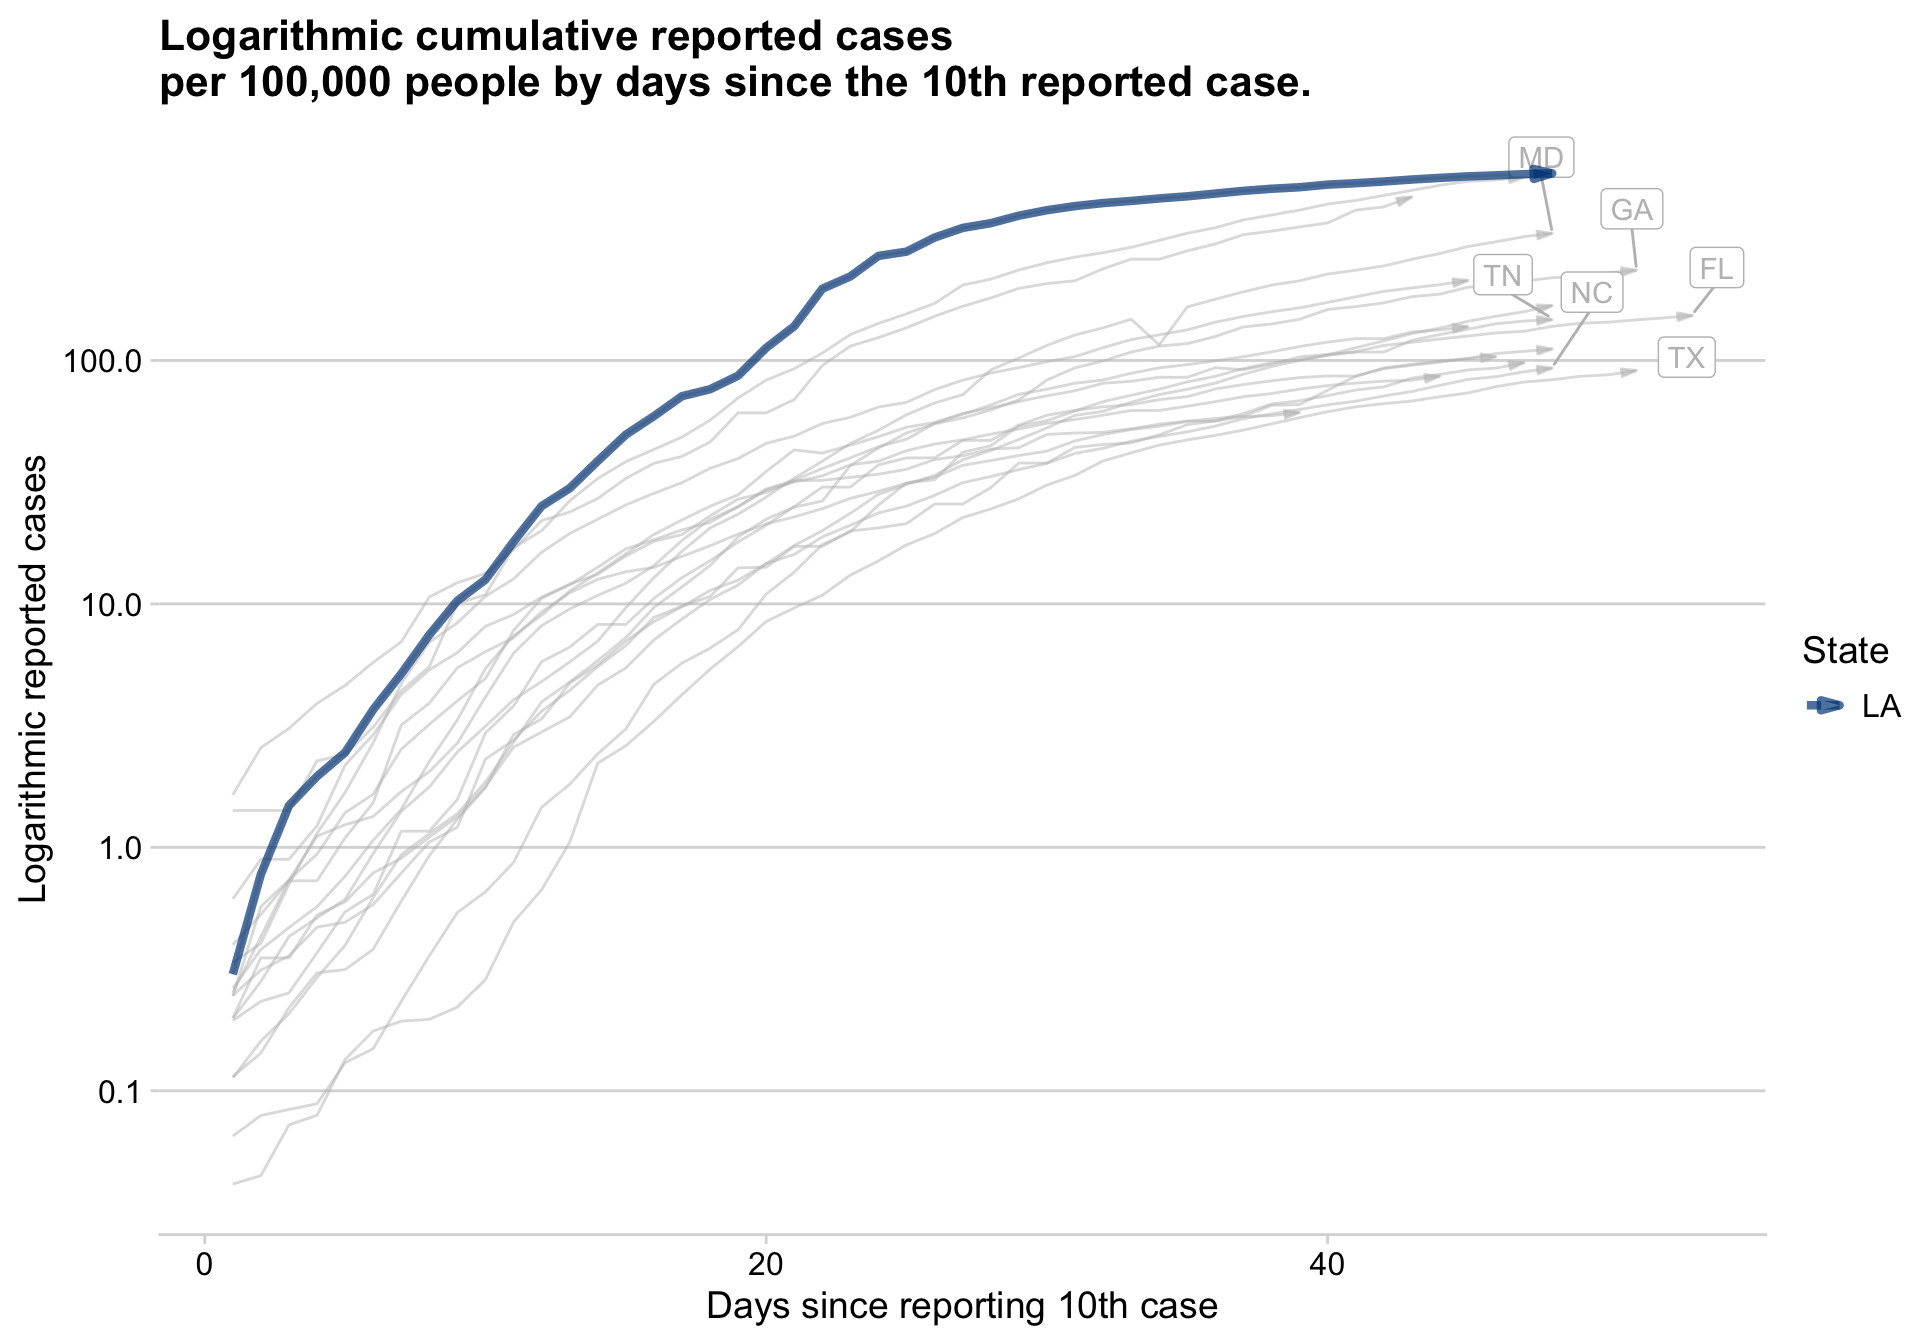 Logarithmic cumulative reported cases
per 100,000 people by days since the 10th reported case.
MD
GA
FL
TN
NC
TX
100.0
10.0
1.0
0.1
Logarithmic reported cases
State
LA
0
20
40
Days since reporting 10th case